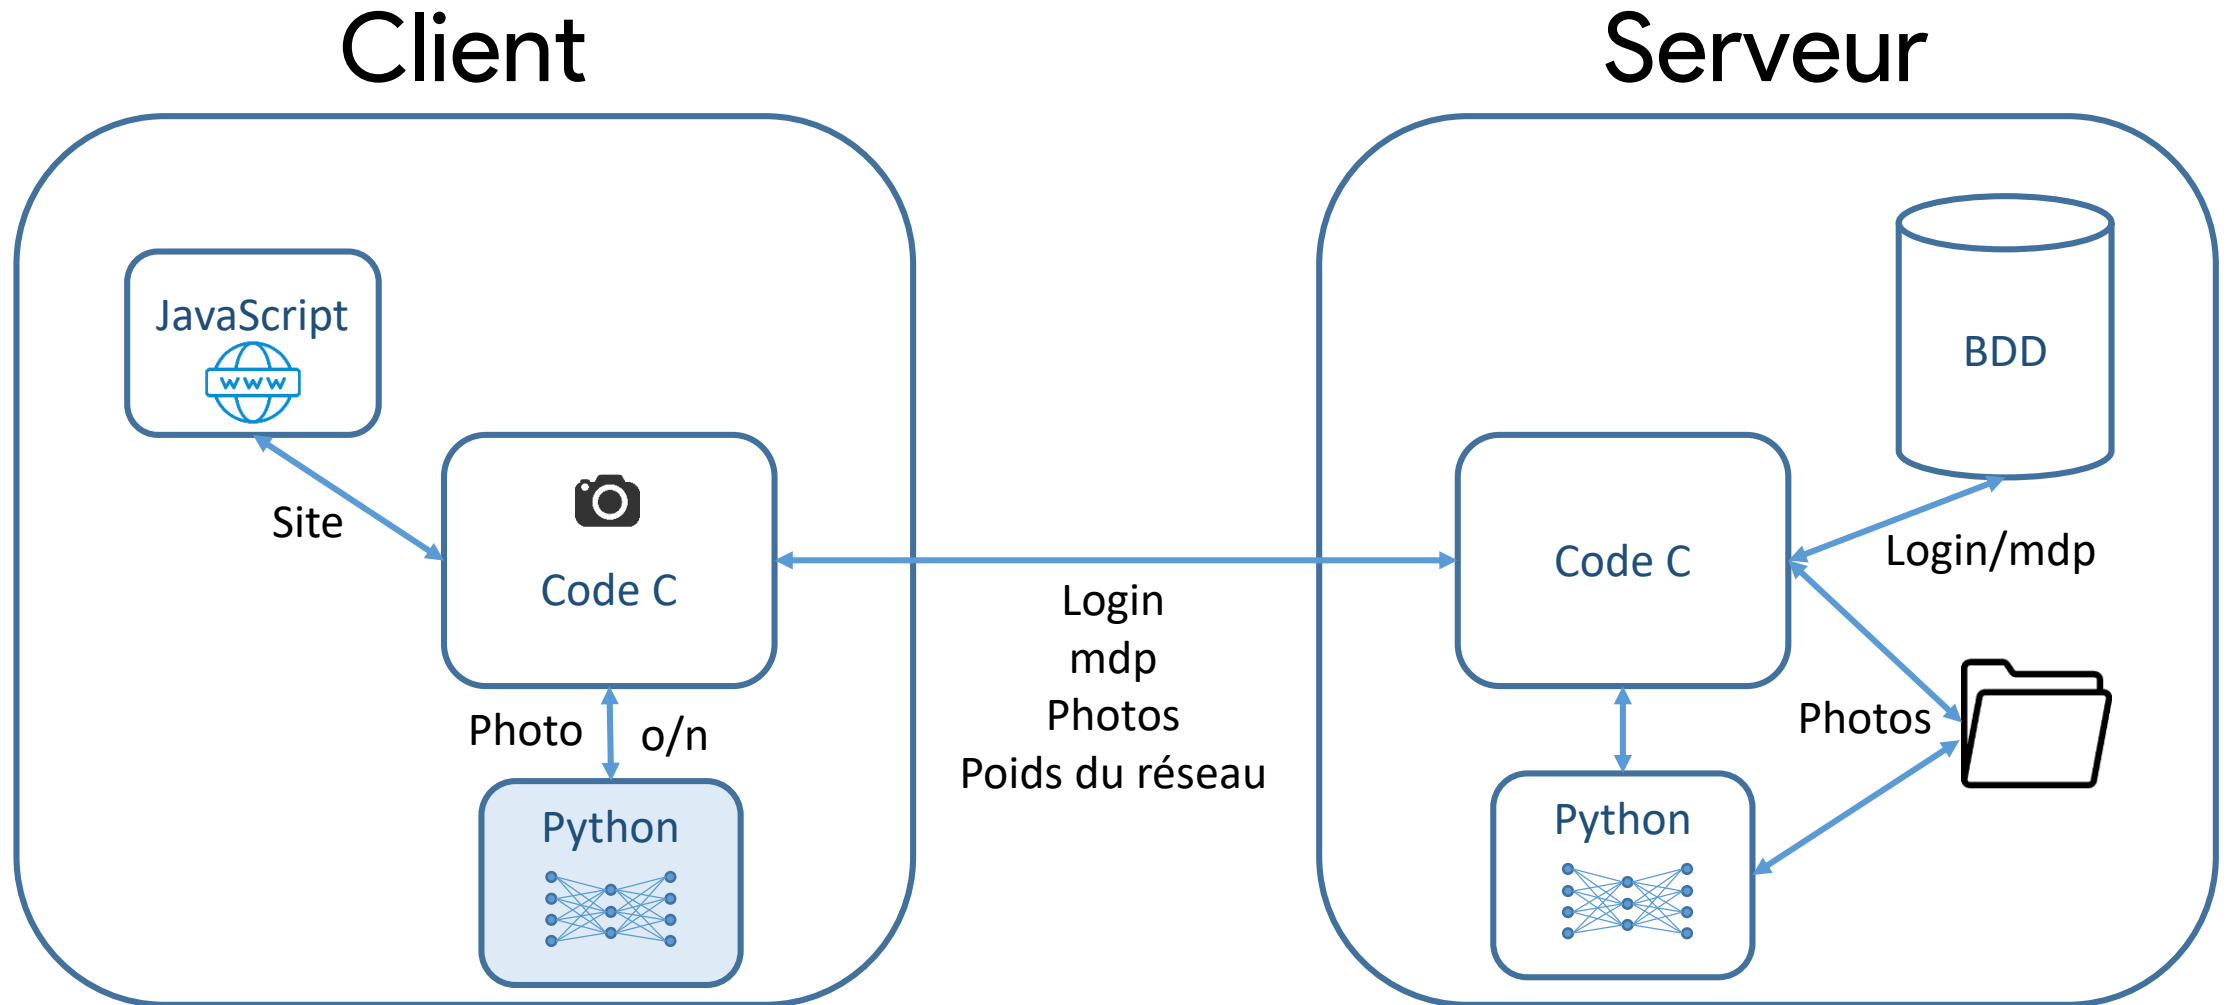 Client
Serveur
JavaScript
www
Site
Code C
Photo
o/n
Python
Login
mdp
Photos
Poids du réseau
BDD
Code C
Login/mdp
Photos
Python